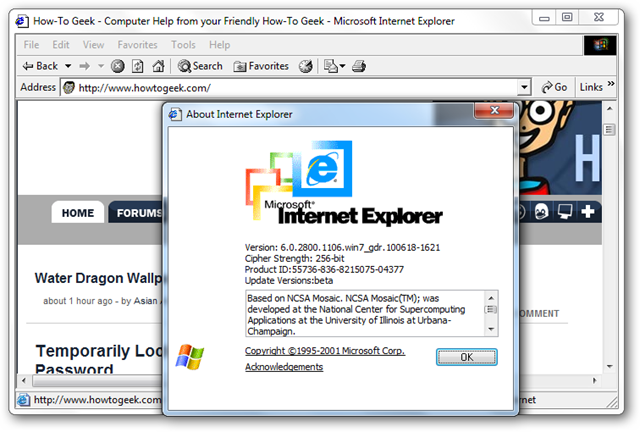 How-To Geek - Computer Help from your Friendly How-To Geek - Microsoft Internet Explorer
File Edit View Favorites Tools Help
Back Search Favorites
Address http://www.howtogeek.com/ Go Links »
About Internet Explorer
H
Microsoft®
Internet Explorer
HOME FORUMS
Version: 6.0.2800.1106.win7_gdr.100618-1621
Cipher Strength: 256-bit
Product ID:55736-836-8215075-04377
Update Versions:beta
Water Dragon Wallp
about 1 hour ago - by Asian A
Based on NCSA Mosaic. NCSA Mosaic(TM); was
developed at the National Center for Supercomputing
Applications at the University of Illinois at Urbana-
Champaign.
OMMENT
Temporarily Loc
Password
Copyright ©1995-2001 Microsoft Corp.
OK
Acknowledgements
http://www.howtogeek.com ernet